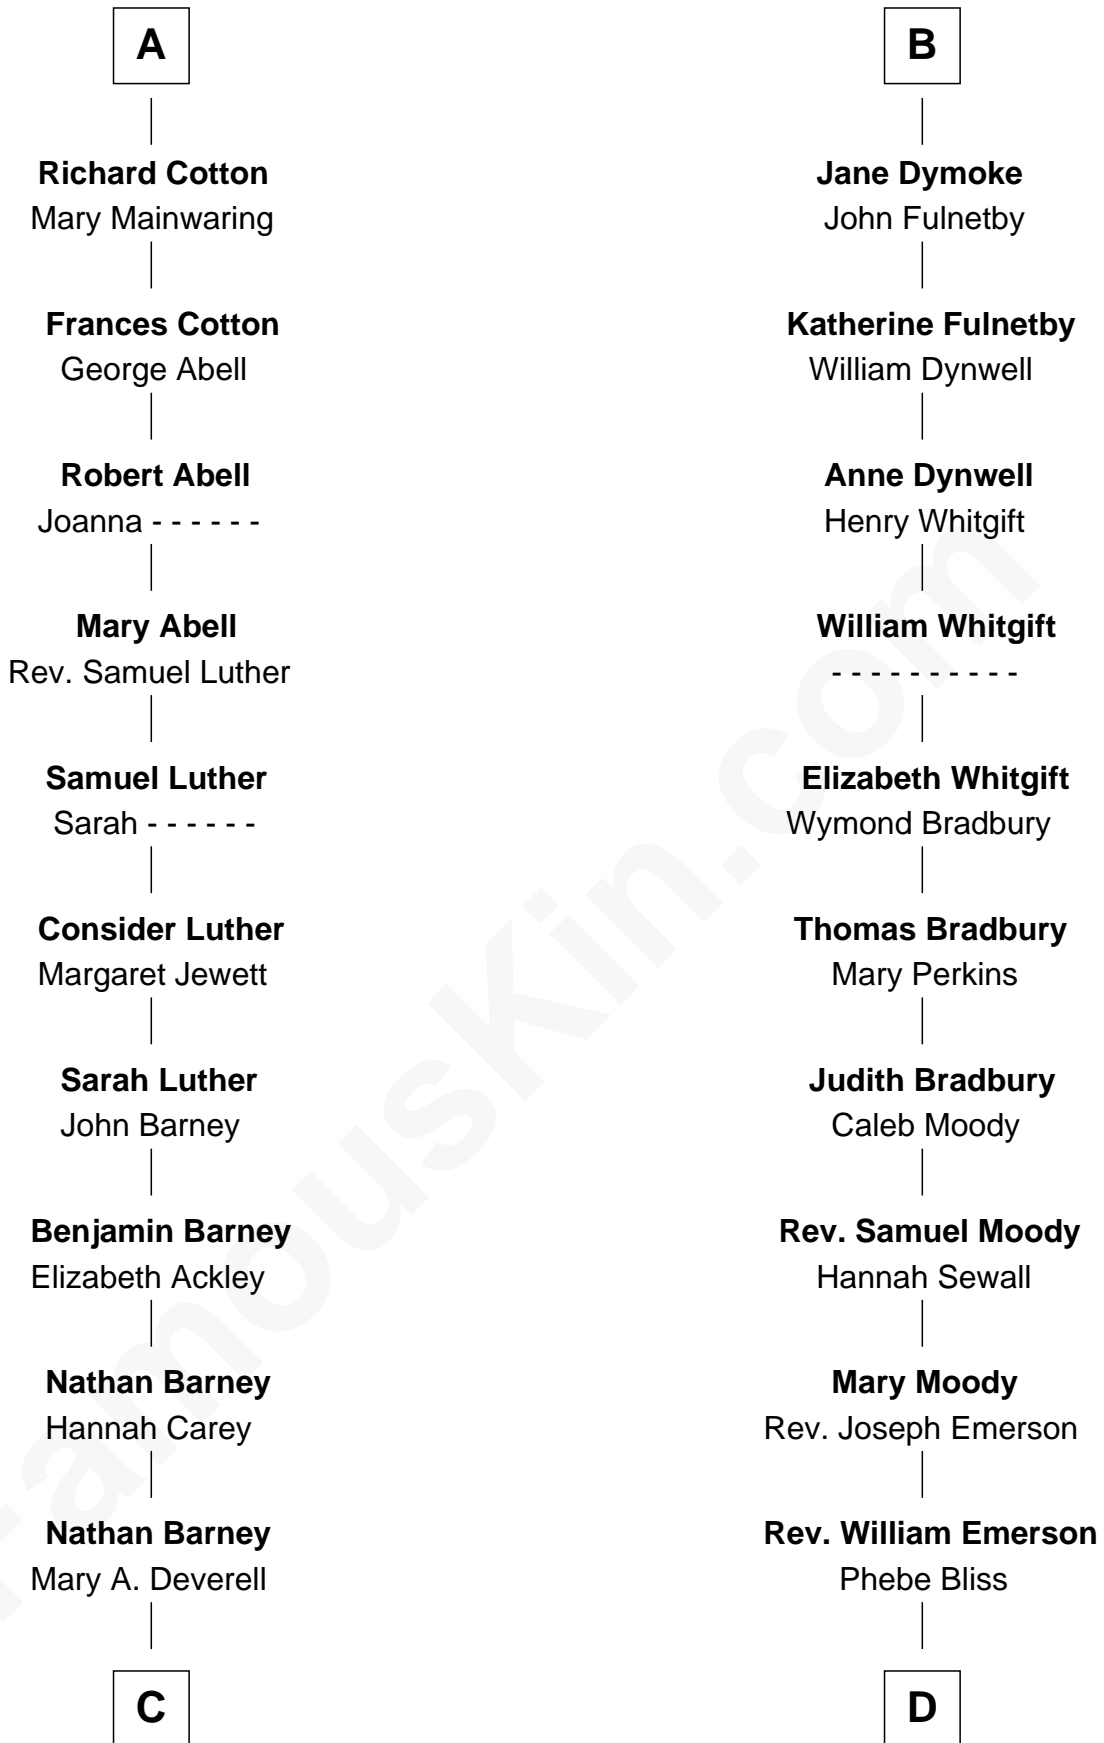 A
Richard Cotton
Mary Mainwaring
Frances Cotton
George Abell
Robert Abell
Joanna - - - - - -
Mary Abell
Rev. Samuel Luther
Samuel Luther
Sarah - - - - - -
Consider Luther
Margaret Jewett
Sarah Luther
John Barney
Benjamin Barney
Elizabeth Ackley
Nathan Barney
Hannah Carey
Nathan Barney
Mary A. Deverell
C
B
Jane Dymoke
John Fulnetby
Katherine Fulnetby
William Dynwell
Anne Dynwell
Henry Whitgift
William Whitgift
- - - - - - - - - -
Elizabeth Whitgift
Wymond Bradbury
Thomas Bradbury
Mary Perkins
Judith Bradbury
Caleb Moody
Rev. Samuel Moody
Hannah Sewall
Mary Moody
Rev. Joseph Emerson
Rev. William Emerson
Phebe Bliss
D
FamousKin.com